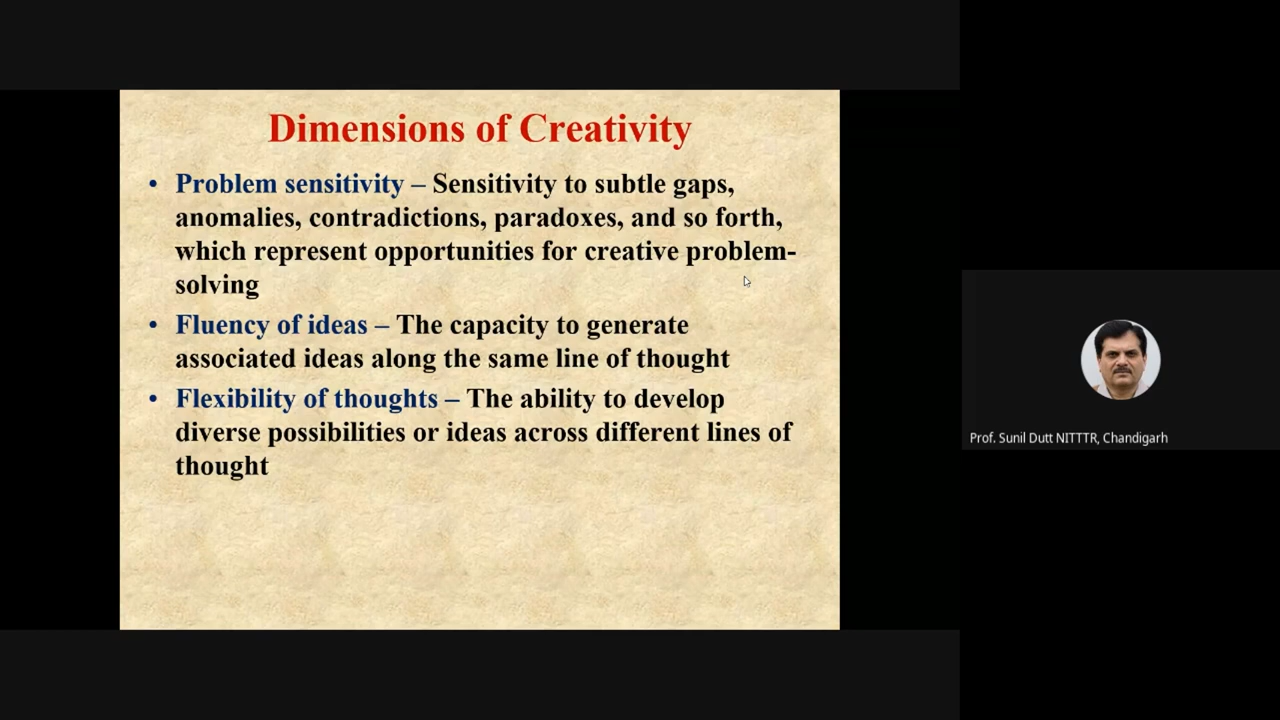 Dimensions of Creativity
• Problem sensitivity – Sensitivity to subtle gaps,
anomalies, contradictions, paradoxes, and so forth,
which represent opportunities for creative problem-
solving
• Fluency of ideas – The capacity to generate
associated ideas along the same line of thought
• Flexibility of thoughts – The ability to develop
diverse possibilities or ideas across different lines of
thought
Prof. Sunil Dutt NITTTR, Chandigarh